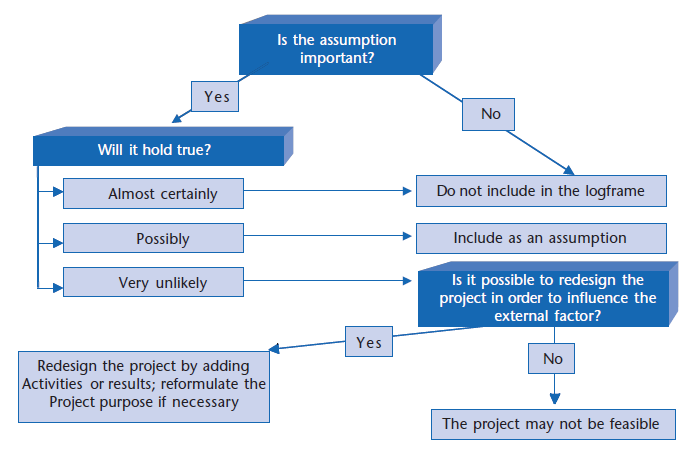 Is the assumption
important?
Yes
No
Will it hold true?
Almost certainly
Do not include in the logframe
Possibly
Include as an assumption
Very unlikely
Is it possible to redesign the
project in order to influence the
external factor?
Yes
No
Redesign the project by adding
Activities or results; reformulate the
Project purpose if necessary
The project may not be feasible